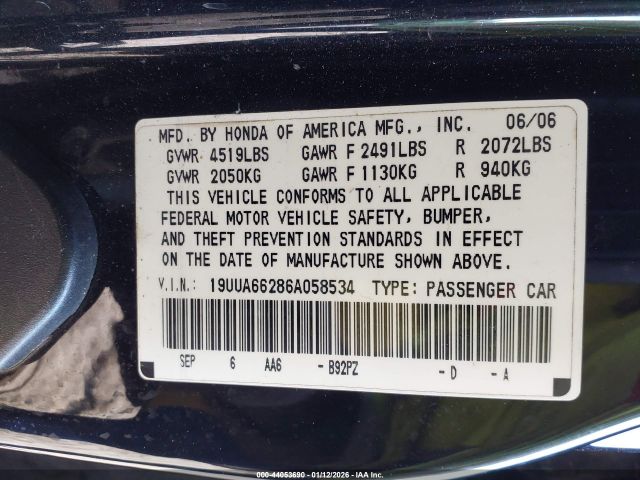 MFD. BY HONDA OF AMERICA MFG., INC. 06/06
GVWR 4519LBS GAWR F 2491LBS R 2072LBS
GVWR 2050KG GAWR F 1130KG R 940KG
THIS VEHICLE CONFORMS TO ALL APPLICABLE
FEDERAL MOTOR VEHICLE SAFETY, BUMPER,
AND THEFT PREVENTION STANDARDS IN EFFECT
ON THE DATE OF MANUFACTURE SHOWN ABOVE.
V.I.N.: 19UUA66286A058534 TYPE: PASSENGER CAR
SEP 6 AA6 - B92PZ - D - A
000-44053690 - 01/12/2026 - IAA Inc.